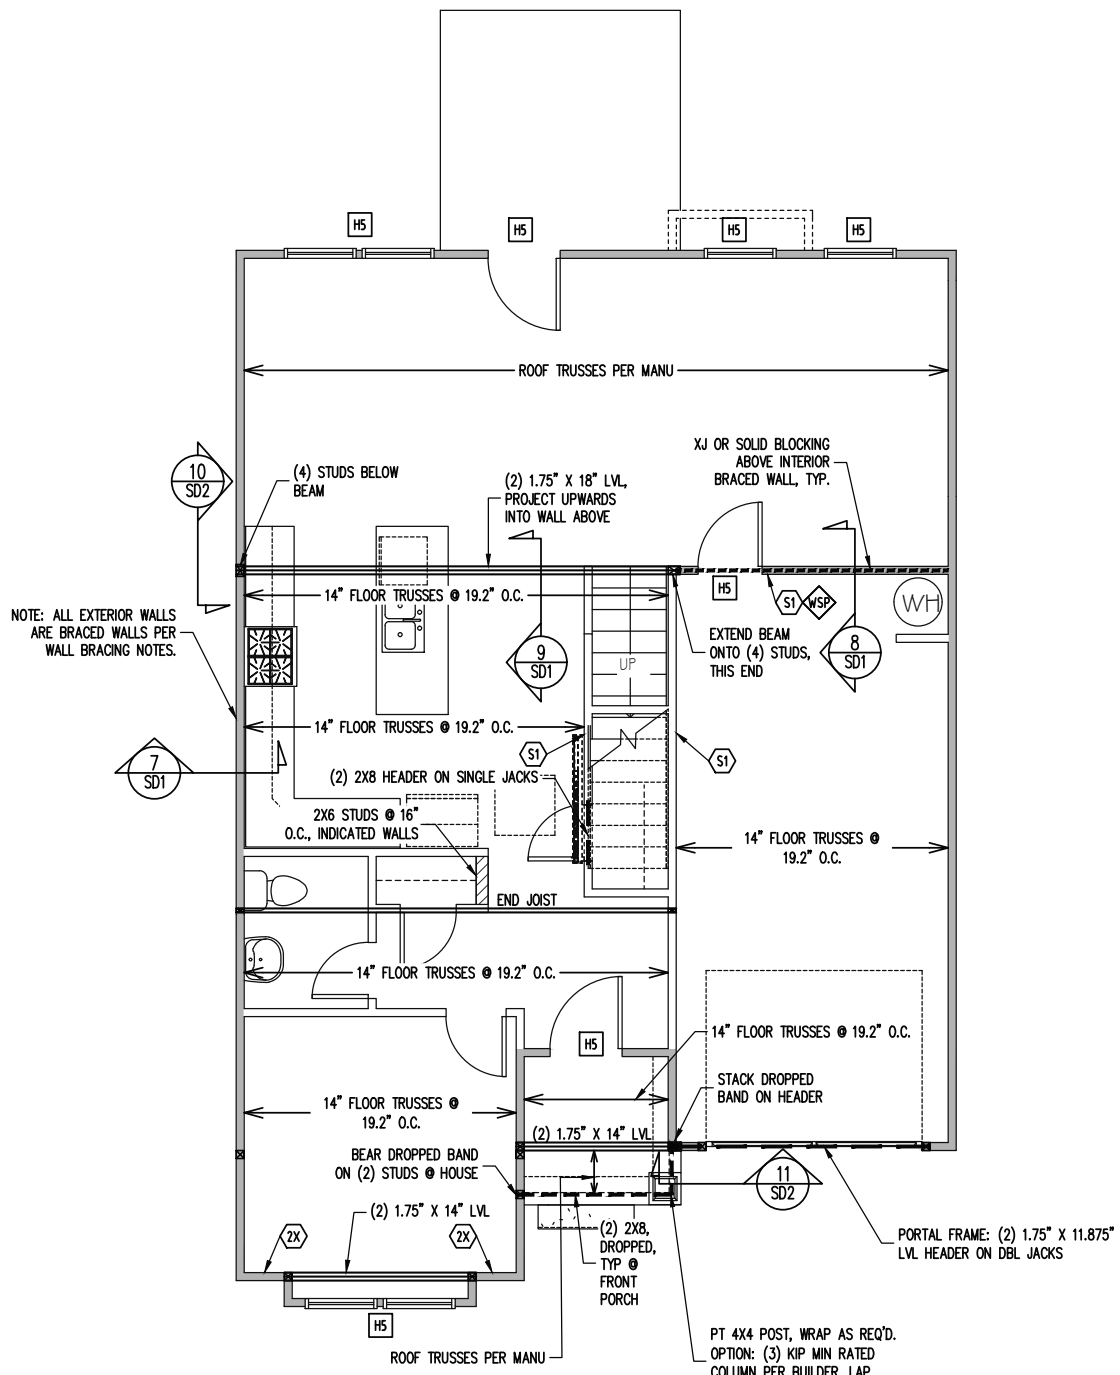 H5
H5
H5
H5
ROOF TRUSSES PER MANU
XJ OR SOLID BLOCKING
ABOVE INTERIOR
BRACED WALL, TYP.
10
SD2
(4) STUDS BELOW
BEAM
(2) 1.75" X 18" LVL,
PROJECT UPWARDS
INTO WALL ABOVE
14" FLOOR TRUSSES @ 19.2" O.C.
H5
S1
WSP
WH
NOTE: ALL EXTERIOR WALLS
ARE BRACED WALLS PER
WALL BRACING NOTES.
EXTEND BEAM
ONTO (4) STUDS,
THIS END
9
SD1
UP
8
SD1
14" FLOOR TRUSSES @ 19.2" O.C.
N
S1
S1
7
SD1
(2) 2X8 HEADER ON SINGLE JACKS
2X6 STUDS @ 16"
O.C., INDICATED WALLS
14" FLOOR TRUSSES @
19.2" O.C.
END JOIST
14" FLOOR TRUSSES @ 19.2" O.C.
H5
14" FLOOR TRUSSES @ 19.2" O.C.
STACK DROPPED
BAND ON HEADER
14" FLOOR TRUSSES @
19.2" O.C.
(2) 1.75" X 14" LVL
BEAR DROPPED BAND
ON (2) STUDS @ HOUSE
11
SD2
(2) 1.75" X 14" LVL
2X
2X
(2) 2X8,
DROPPED,
TYP @
FRONT
PORCH
PORTAL FRAME: (2) 1.75" X 11.875"
LVL HEADER ON DBL JACKS
H5
ROOF TRUSSES PER MANU
PT 4X4 POST, WRAP AS REQ'D.
OPTION: (3) KIP MIN RATED
COLUMN PER BUILDER. LAP